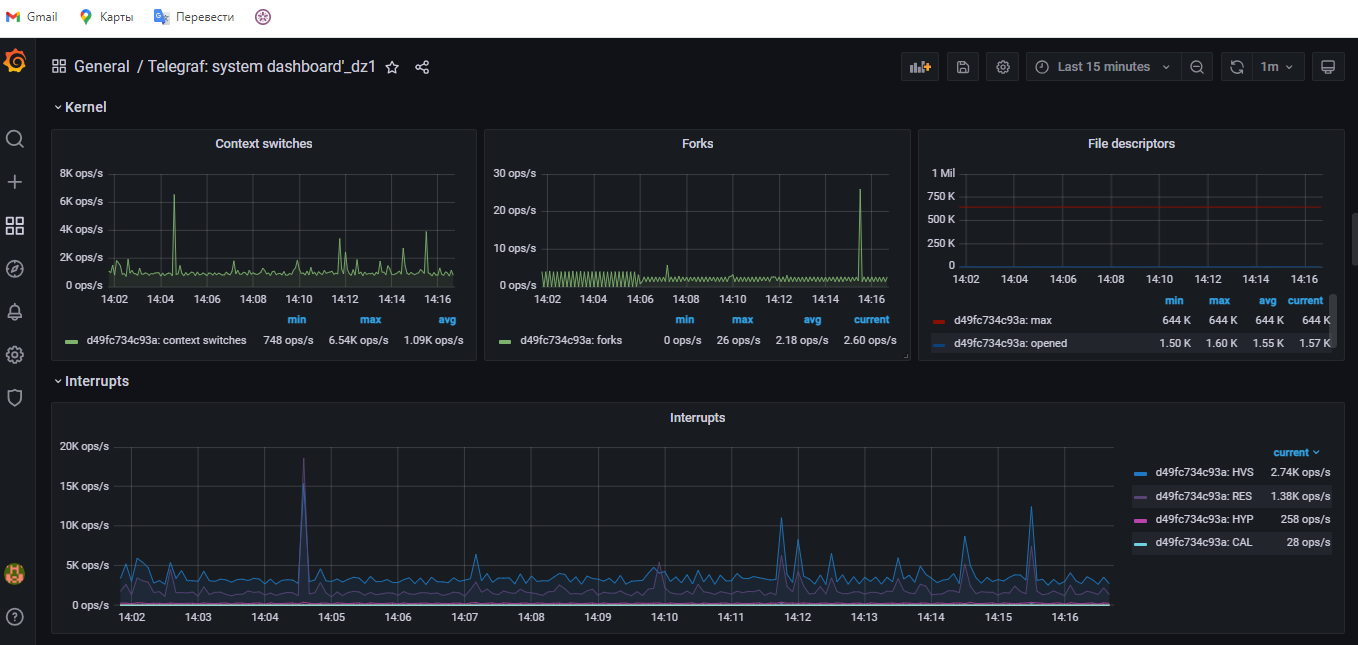 Gmail Карты Перевести
General / Telegraf: system dashboard'_dz1 Last 15 minutes 1m
Kernel
Context switches
8K ops/s
6K ops/s
4K ops/s
2K ops/s
0 ops/s
14:02 14:04 14:06 14:08 14:10 14:12 14:14 14:16
min max avg
d49fc734c93a: context switches 748 ops/s 6.54K ops/s 1.09K ops/s
Forks
30 ops/s
20 ops/s
10 ops/s
0 ops/s
14:02 14:04 14:06 14:08 14:10 14:12 14:14 14:16
min max avg current
d49fc734c93a: forks 0 ops/s 26 ops/s 2.18 ops/s 2.60 ops/s
File descriptors
1 Mil
750 K
500 K
250 K
0
14:02 14:04 14:06 14:08 14:10 14:12 14:14 14:16
min max avg current
d49fc734c93a: max 644 K 644 K 644 K 644 K
d49fc734c93a: opened 1.50 K 1.60 K 1.55 K 1.57 K
Interrupts
Interrupts
20K ops/s
15K ops/s
10K ops/s
5K ops/s
0 ops/s
14:02 14:03 14:04 14:05 14:06 14:07 14:08 14:09 14:10 14:11 14:12 14:13 14:14 14:15 14:16
current
d49fc734c93a: HVS 2.74K ops/s
d49fc734c93a: RES 1.38K ops/s
d49fc734c93a: HYP 258 ops/s
d49fc734c93a: CAL 28 ops/s